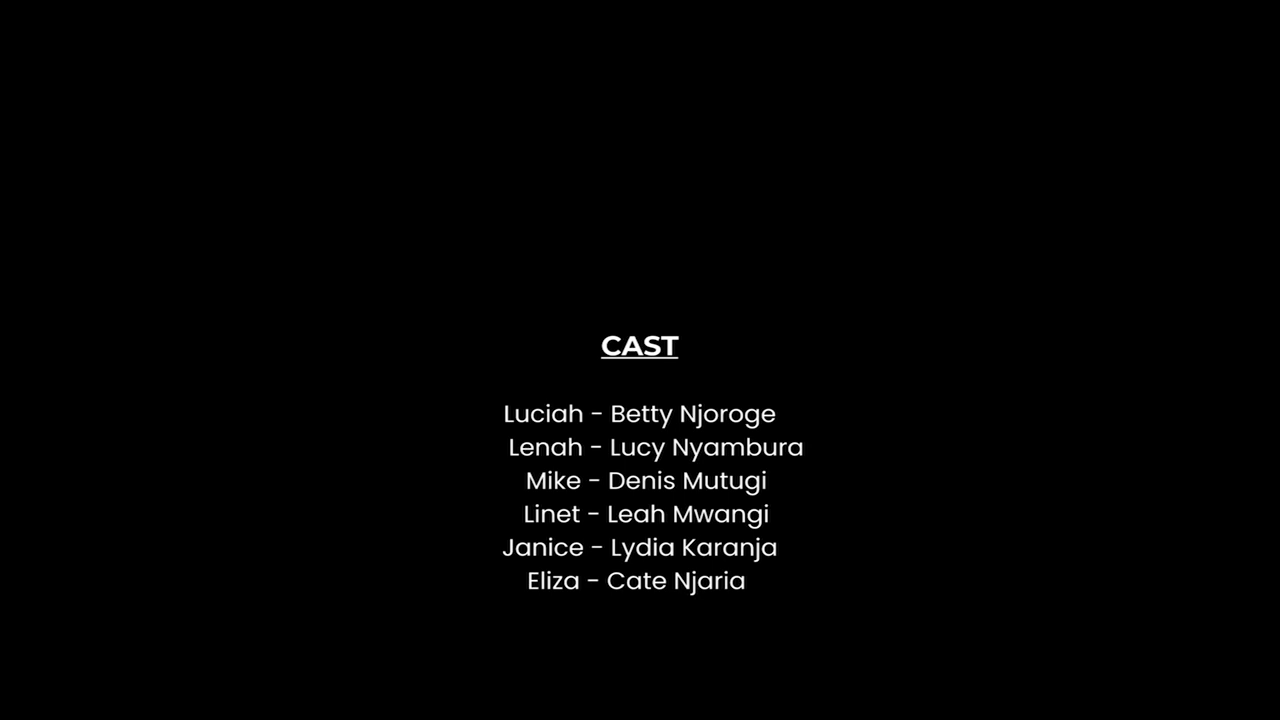 CAST
Luciah - Betty Njoroge
Lenah - Lucy Nyambura
Mike - Denis Mutugi
Linet - Leah Mwangi
Janice - Lydia Karanja
Eliza - Cate Njaria